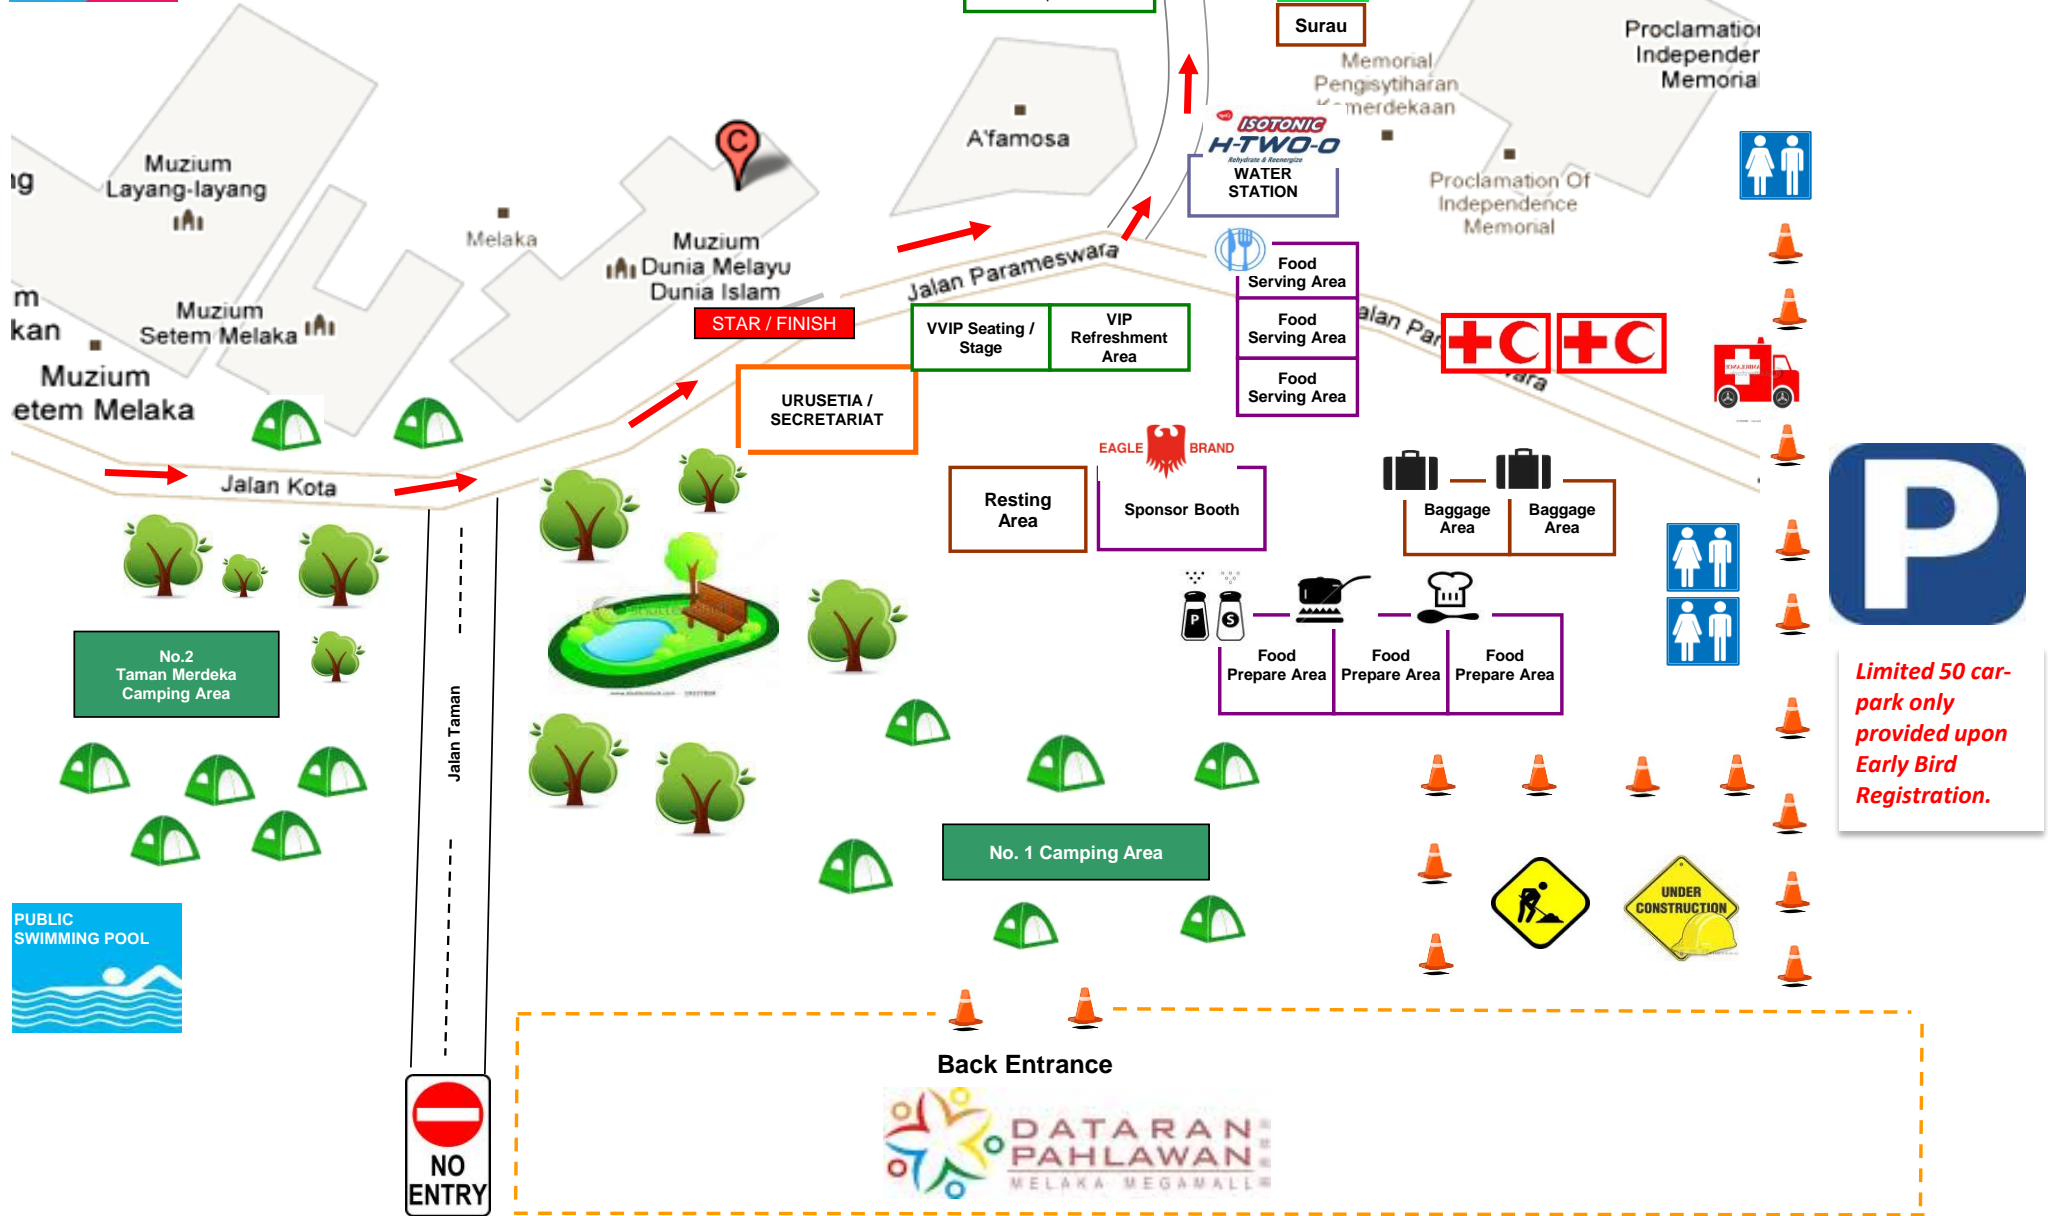 Surau
Proclamation
Independen
Memorial
Memorial
Pengisytiharan
Kemerdekaan
A'famosa
C
ISOTONIC
H-TWO-O
Rehydrate & Reenergize
WATER
STATION
Muzium
Layang-layang
Melaka
Proclamation Of
Independence
Memorial
Muzium
Dunia Melayu
Dunia Islam
Jalan Parameswara
Food
Serving Area
Muzium
Setem Melaka
STAR / FINISH
VVIP Seating /
Stage
VIP
Refreshment
Area
Food
Serving Area
m
kan
Muzium
etem Melaka
Food
Serving Area
URUSETIA /
SECRETARIAT
EAGLE BRAND
Jalan Kota
Resting
Area
Sponsor Booth
Baggage
Area
Baggage
Area
P
P
S
No.2
Taman Merdeka
Camping Area
Food
Prepare Area
Food
Prepare Area
Food
Prepare Area
Limited 50 car-
park only
provided upon
Early Bird
Registration.
Jalan Taman
No. 1 Camping Area
UNDER
CONSTRUCTION
PUBLIC
SWIMMING POOL
Back Entrance
DATARAN
PAHLAWAN
MELAKA MEGAMALL
NO
ENTRY